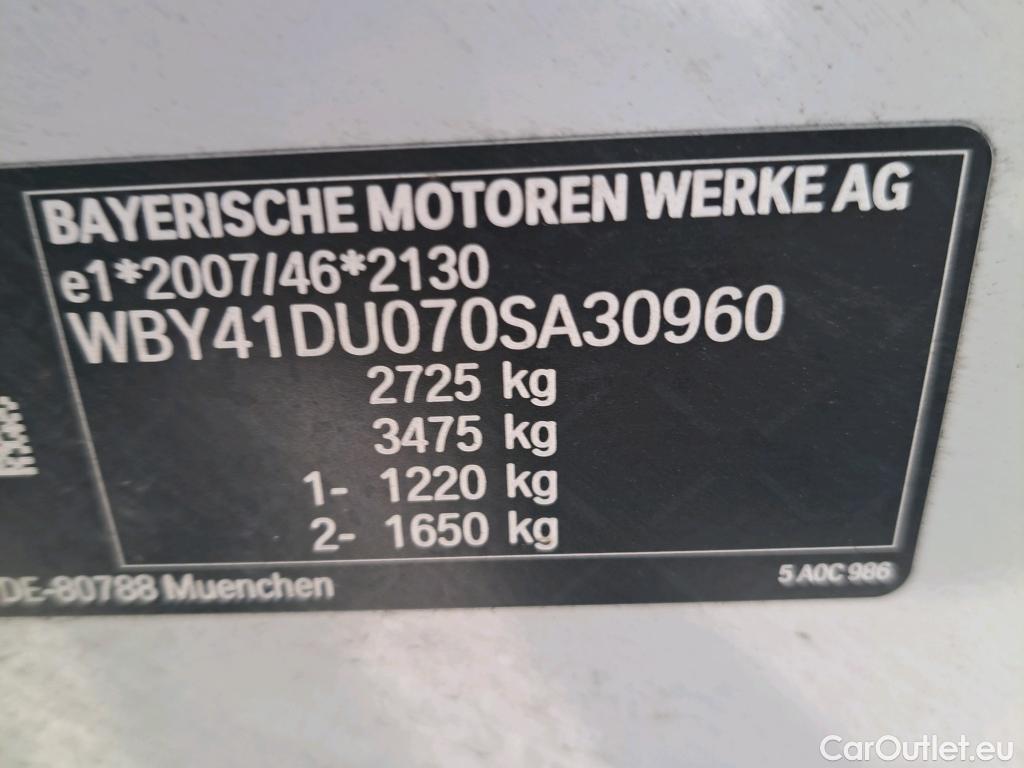 BAYERISCHE MOTOREN WERKE AG
e1*2007/46*2130
WBY41DU070SA30960
2725 kg
3475 kg
1- 1220 kg
2- 1650 kg
DE-80788 Muenchen
5 A0C 986
CarOutlet.eu